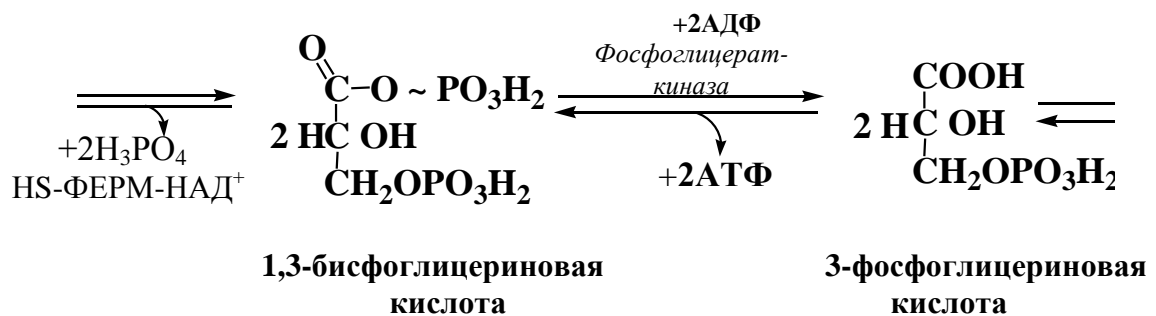 +2АДФ
Фосфоглицерат-
киназа
O
C–O ~ PO₃H₂
2 HC OH
CH₂OPO₃H₂
COOH
2 HC OH
CH₂OPO₃H₂
+2H₃PO₄
HS-ФЕРМ-НАД⁺
+2АТФ
1,3-бисфоглицериновая
кислота
3-фосфоглицериновая
кислота